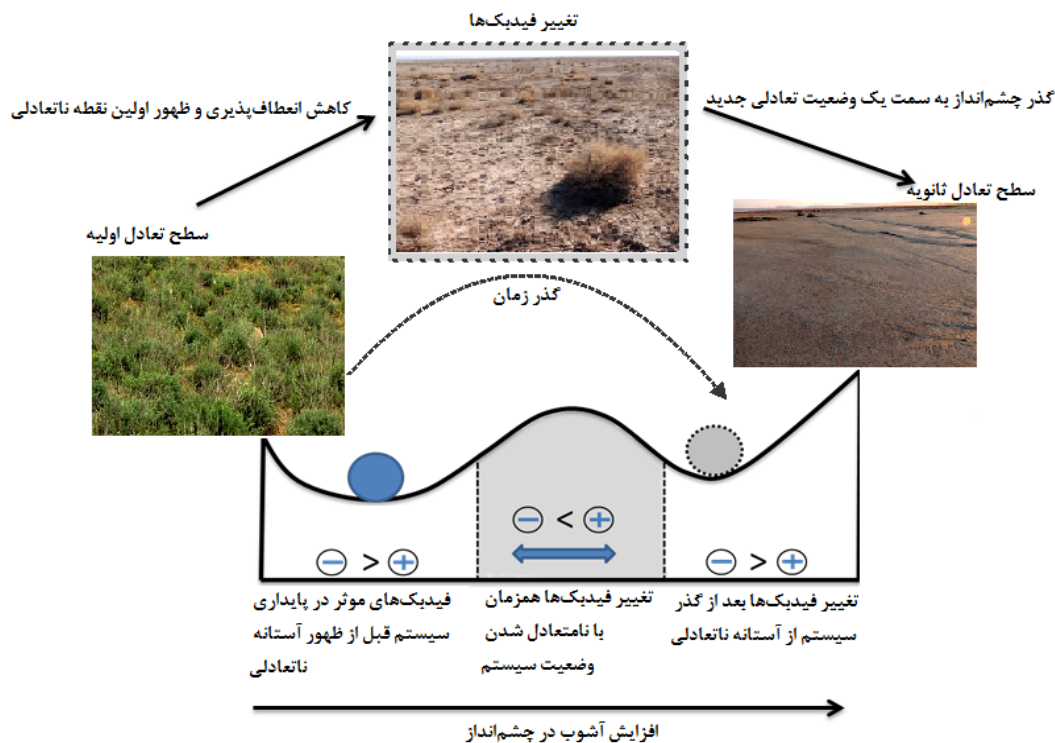 تغییر فیدبک‌ها
کاهش انعطاف‌پذیری و ظهور اولین نقطه ناتعادلی
گذر چشم‌انداز به سمت یک وضعیت تعادلی جدید
سطح تعادل ثانویه
سطح تعادل اولیه
گذر زمان
− > +
− < +
− > +
فیدبک‌های موثر در پایداری
سیستم قبل از ظهور آستانه
ناتعادلی
تغییر فیدبک‌ها همزمان
با نامتعادل شدن
وضعیت سیستم
تغییر فیدبک‌ها بعد از گذر
سیستم از آستانه ناتعادلی
افزایش آشوب در چشم‌انداز